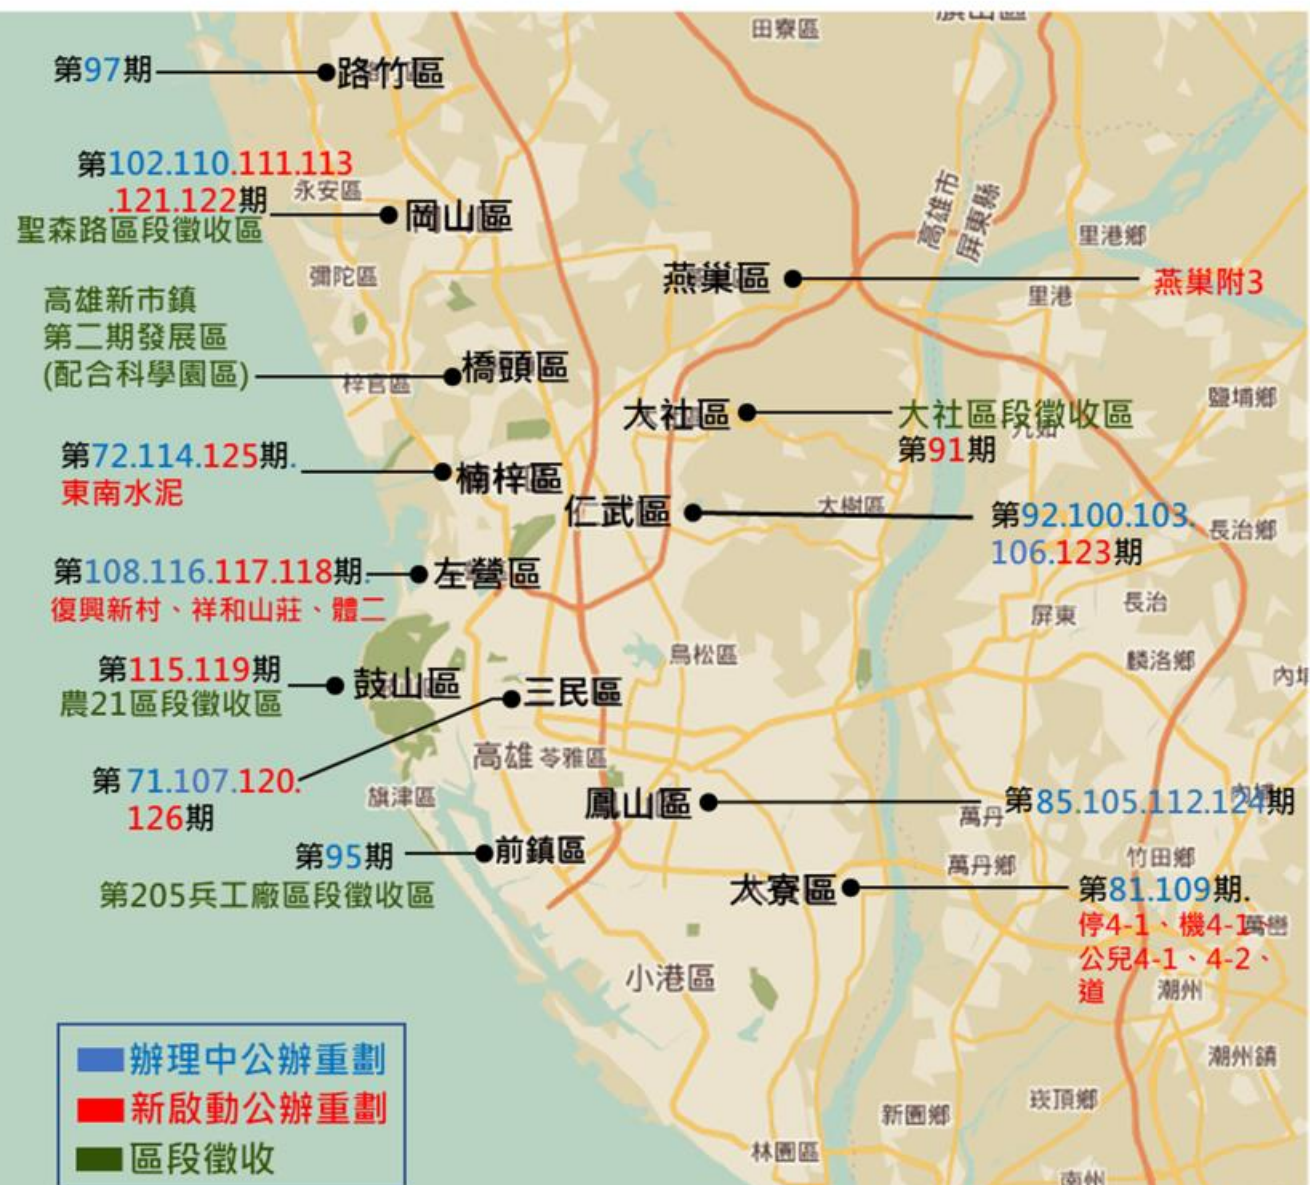 田寮區
旗山區
第97期
路竹區
第102.110.111.113
.121.122期
永安區
岡山區
聖森路區段徵收區
高雄市
屏東縣
里港鄉
彌陀區
燕巢區
燕巢附3
里港
高雄新市鎮
第二期發展區
(配合科學園區)
橋頭區
梓官區
大社區
大社區段徵收區
九如
第91期
鹽埔鄉
第72.114.125期.
東南水泥
楠梓區
仁武區
大樹區
第92.100.103.
106.123期
長治鄉
第108.116.117.118期.
復興新村、祥和山莊、體二
左營區
長治
屏東
鳥松區
麟洛鄉
第115.119期
農21區段徵收區
鼓山區
三民區
高雄
苓雅區
第71.107.120.
126期
旗津區
鳳山區
第85.105.112.124期
內埔
萬丹
第95期
前鎮區
第205兵工廠區段徵收區
萬丹鄉
竹田鄉
大寮區
第81.109期.
停4-1、機4-1、
公兒4-1、4-2、
道
萬巒
潮州
小港區
潮州鎮
崁頂鄉
新園鄉
林園區
南州
辦理中公辦重劃
新啟動公辦重劃
區段徵收